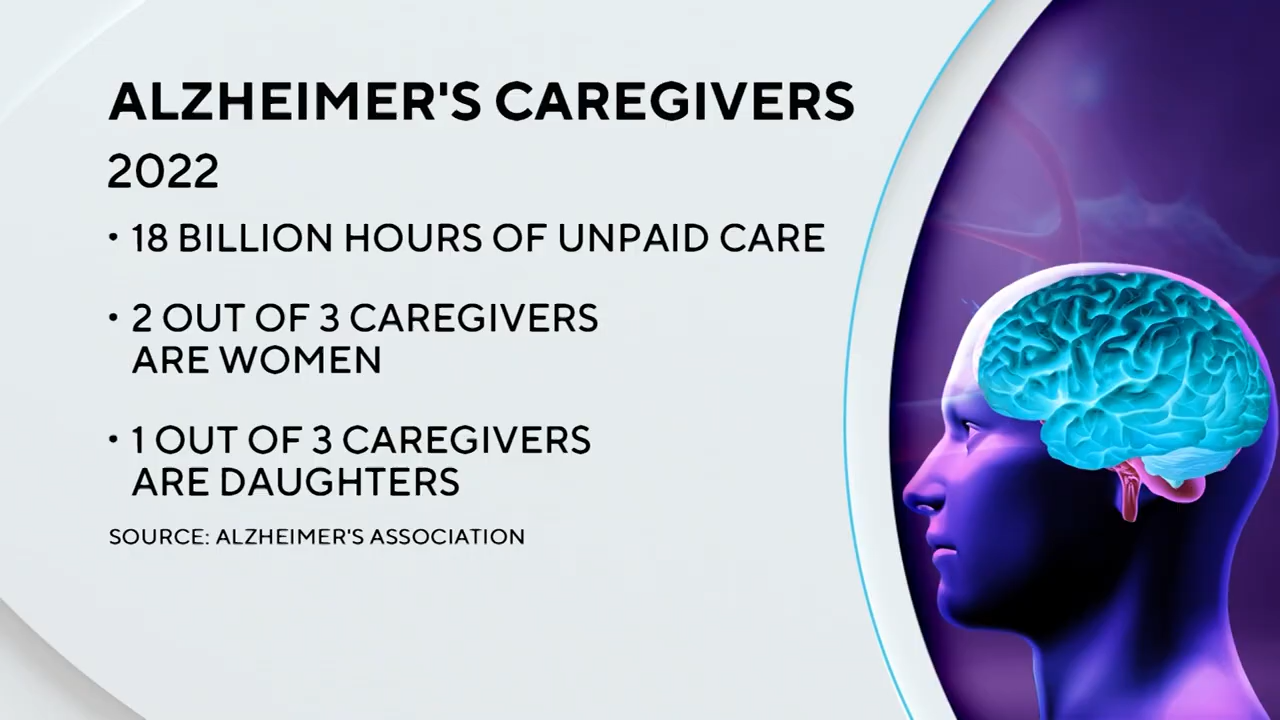 ALZHEIMER'S CAREGIVERS
2022
• 18 BILLION HOURS OF UNPAID CARE
• 2 OUT OF 3 CAREGIVERS
ARE WOMEN
• 1 OUT OF 3 CAREGIVERS
ARE DAUGHTERS
SOURCE: ALZHEIMER'S ASSOCIATION